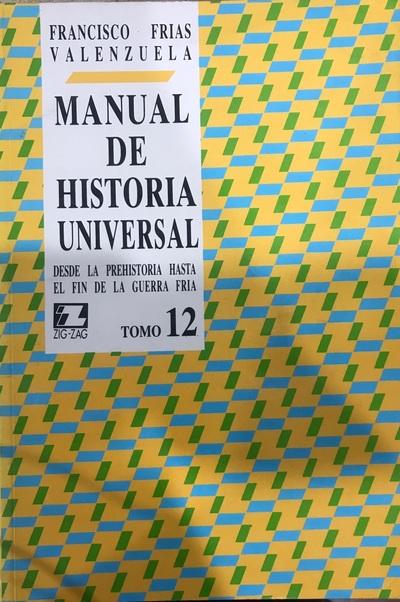 FRANCISCO FRIAS
VALENZUELA
MANUAL
DE
HISTORIA
UNIVERSAL
DESDE LA PREHISTORIA HASTA
EL FIN DE LA GUERRA FRIA
ZIG-ZAG
TOMO 12